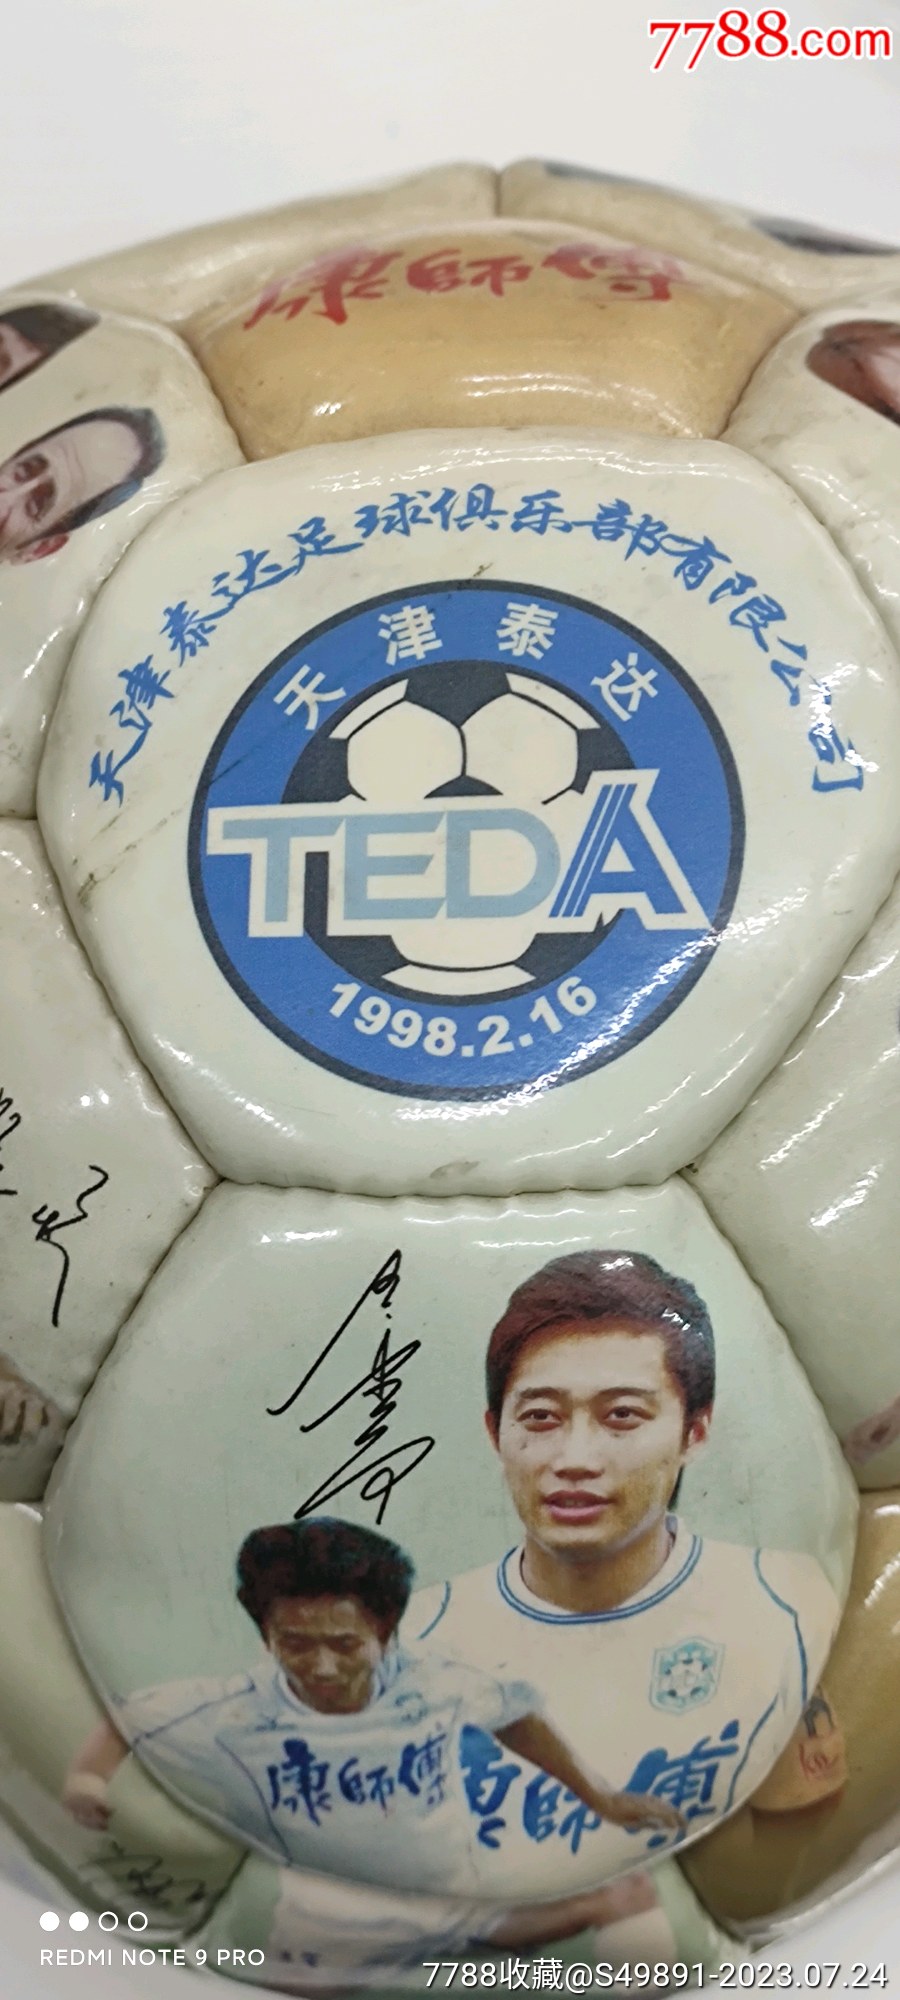 7788.com
康師傅
天津泰达足球俱乐部有限公司
天津泰达
TEDA
1998.2.16
康師傅
師傅
REDMI NOTE 9 PRO
7788收藏@S49891-2023.07.24